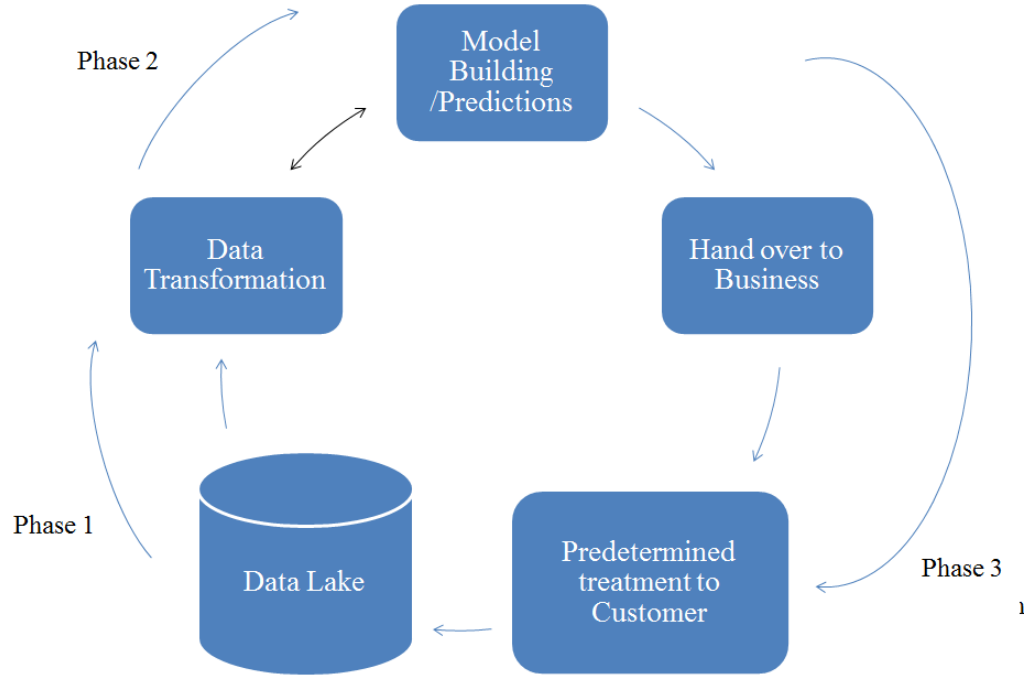 Phase 2
Model
Building
/Predictions
Data
Transformation
Hand over to
Business
Phase 1
Data Lake
Predetermined
treatment to
Customer
Phase 3